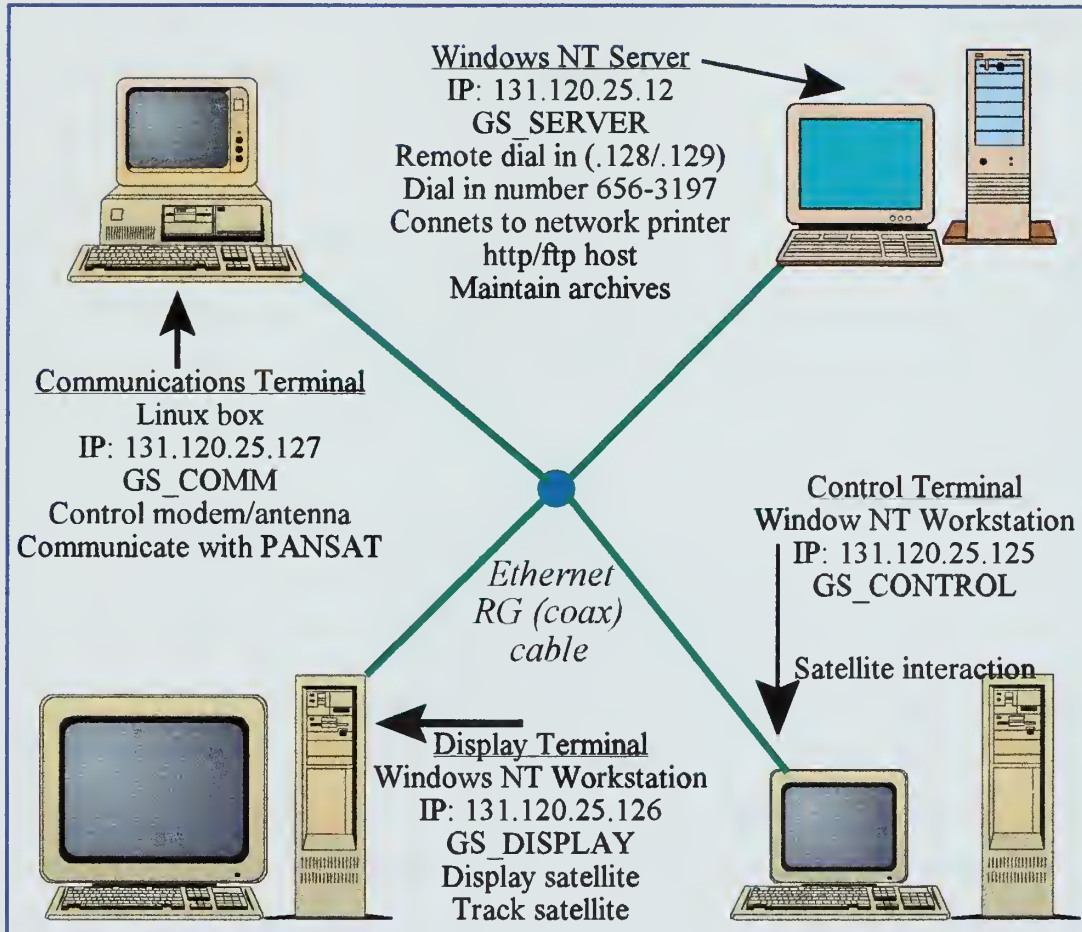 Windows NT Server
IP: 131.120.25.12
GS_SERVER
Remote dial in (.128/.129)
Dial in number 656-3197
Connets to network printer
http/ftp host
Maintain archives
Communications Terminal
Linux box
IP: 131.120.25.127
GS_COMM
Control modem/antenna
Communicate with PANSAT
Control Terminal
Window NT Workstation
IP: 131.120.25.125
GS_CONTROL
Satellite interaction
Ethernet
RG (coax)
cable
Display Terminal
Windows NT Workstation
IP: 131.120.25.126
GS_DISPLAY
Display satellite
Track satellite